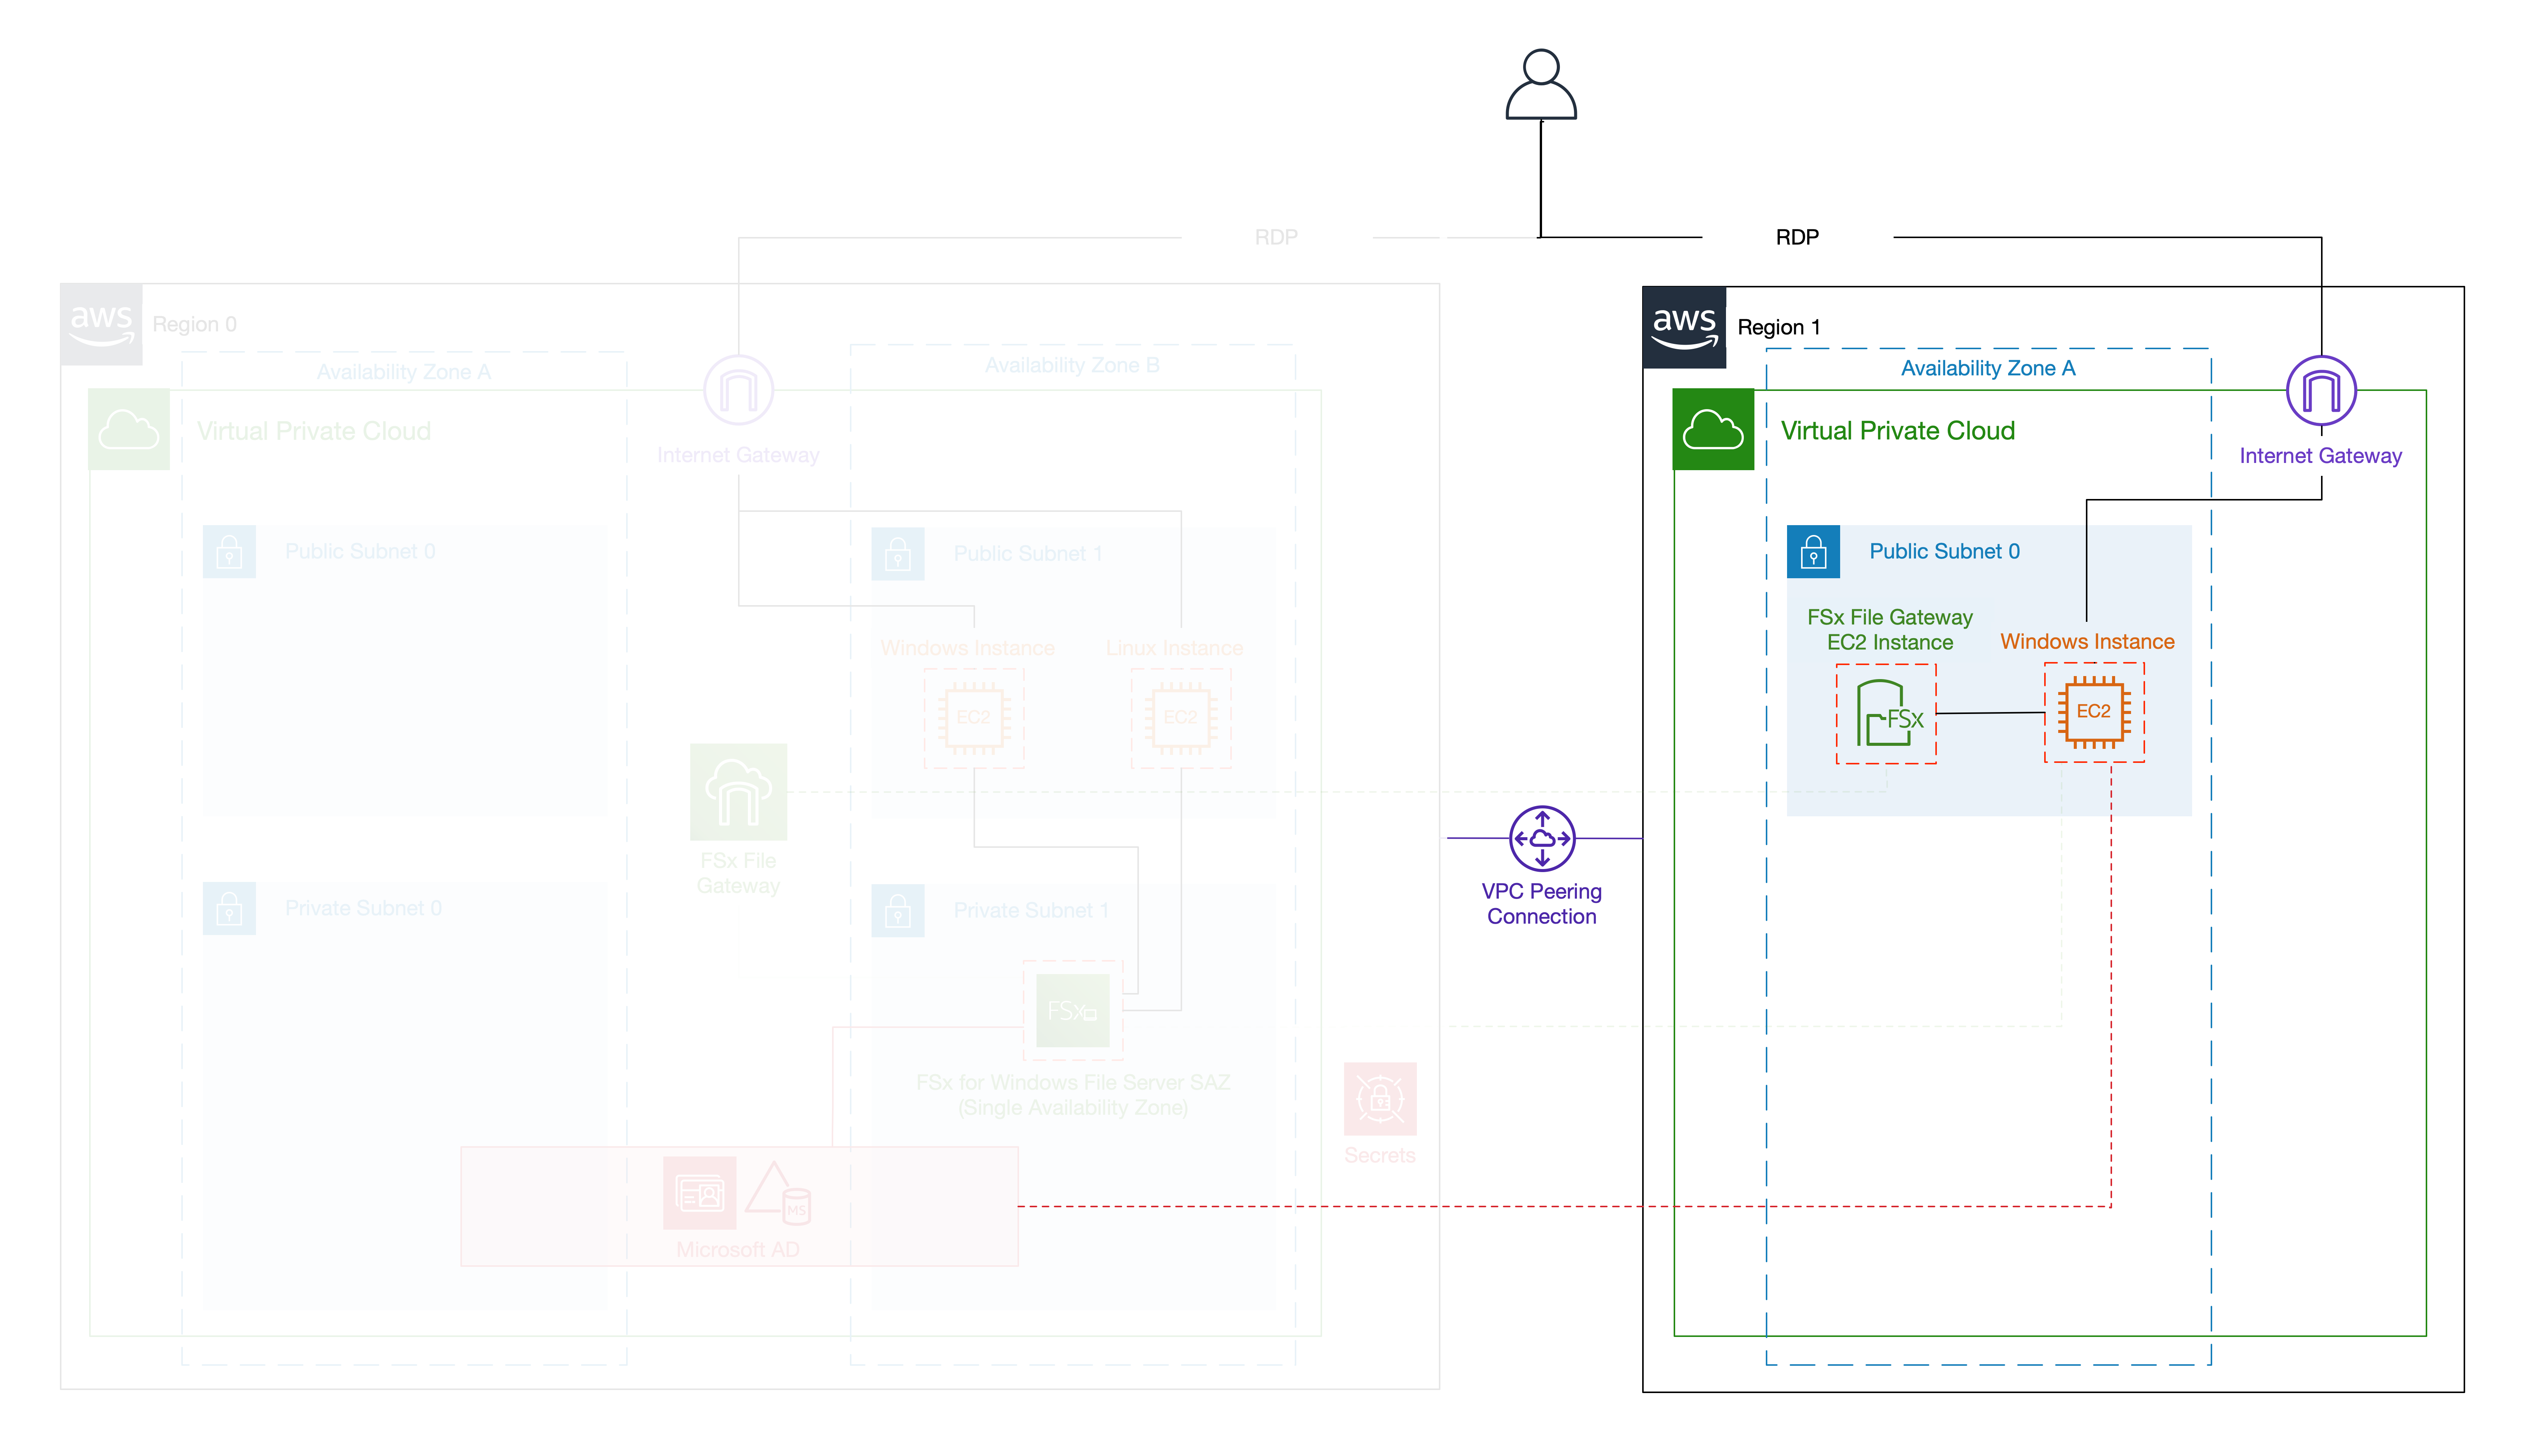 RDP
RDP
aws
Region 0
aws
Region 1
Availability Zone A
Availability Zone B
Availability Zone A
Virtual Private Cloud
Internet Gateway
Virtual Private Cloud
Internet Gateway
Public Subnet 0
Public Subnet 1
Public Subnet 0
FSx File Gateway
EC2 Instance
Windows Instance
Windows Instance
Linux Instance
EC2
EC2
FSx
EC2
FSx File
Gateway
VPC Peering
Connection
Private Subnet 0
Private Subnet 1
FSx
FSx for Windows File Server SAZ
(Single Availability Zone)
Secrets
MS
Microsoft AD